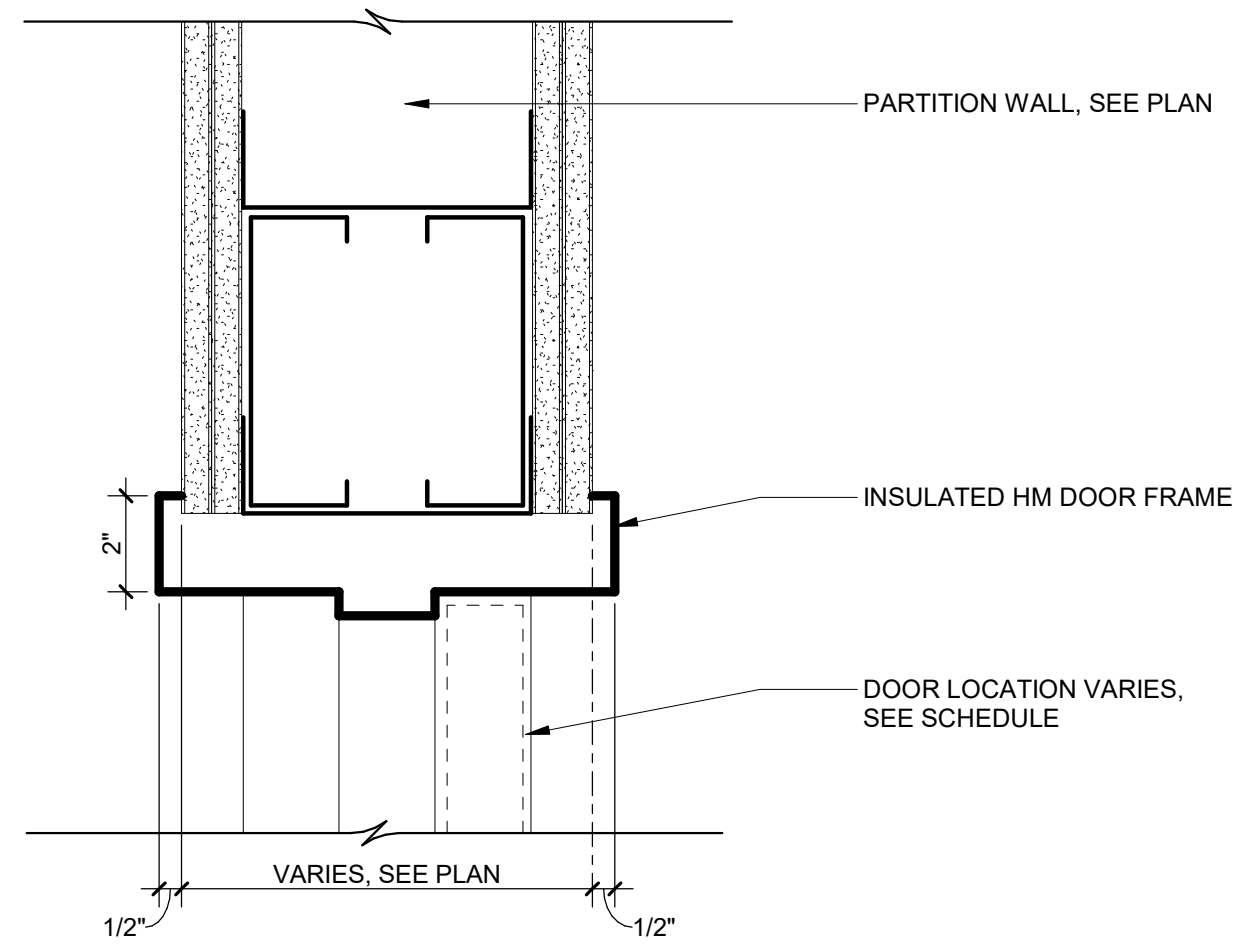 PARTITION WALL, SEE PLAN
INSULATED HM DOOR FRAME
2"
DOOR LOCATION VARIES,
SEE SCHEDULE
VARIES, SEE PLAN
1/2"
1/2"